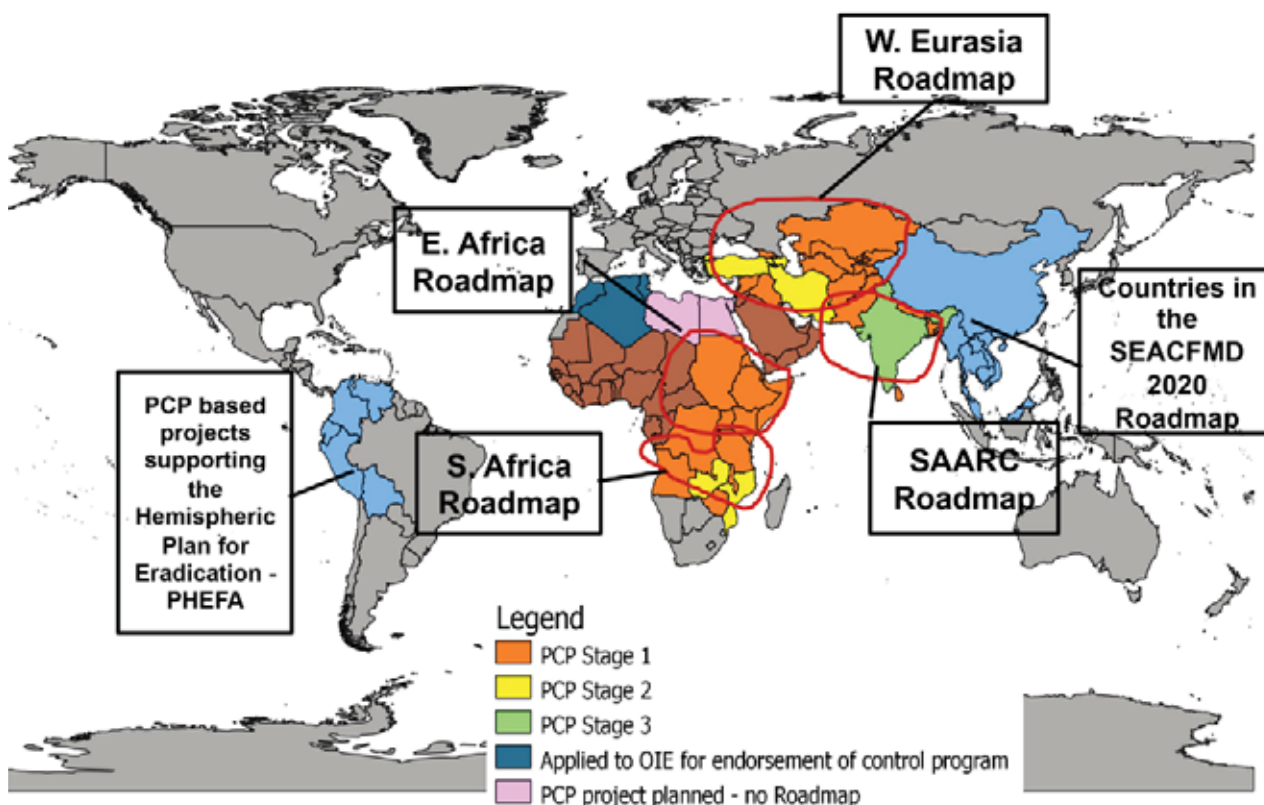 W. Eurasia
Roadmap
E. Africa
Roadmap
Countries in
the
SEACFMD
2020
Roadmap
PCP based
projects
supporting
the
Hemispheric
Plan for
Eradication -
PHEFA
S. Africa
Roadmap
SAARC
Roadmap
Legend
PCP Stage 1
PCP Stage 2
PCP Stage 3
Applied to OIE for endorsement of control program
PCP project planned - no Roadmap